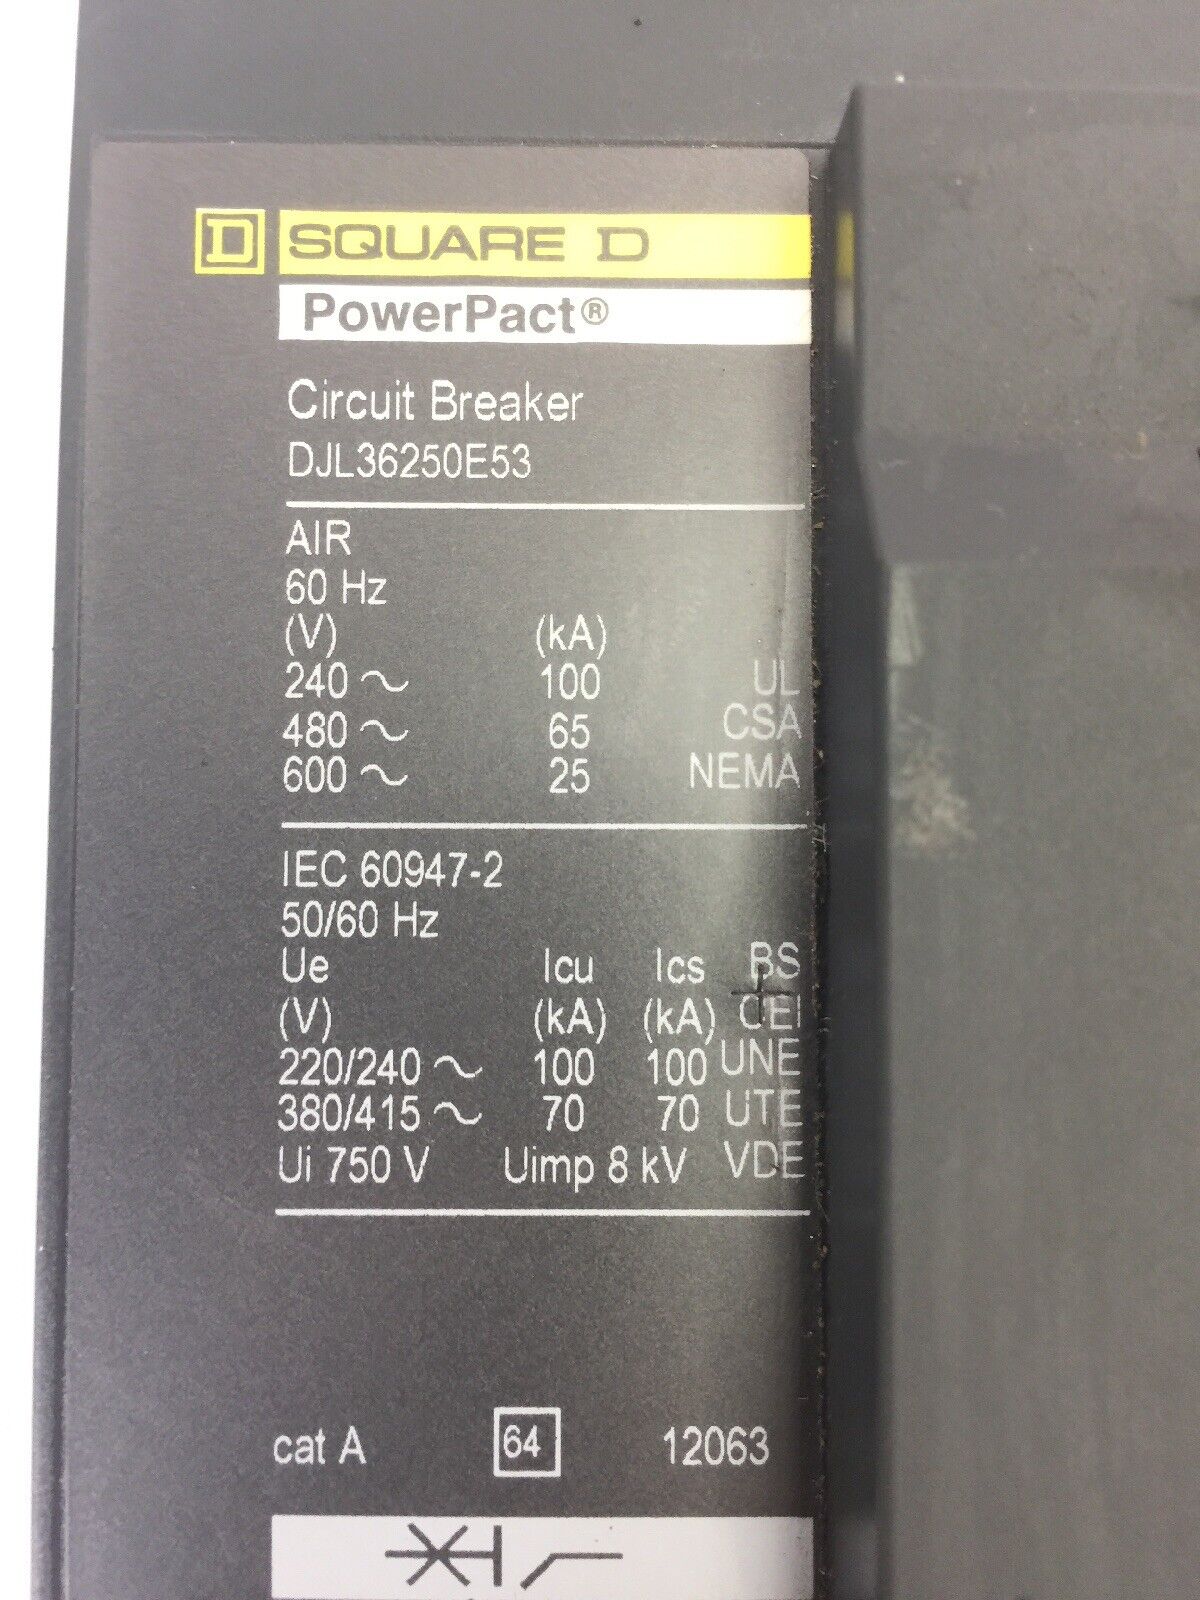 D SQUARE D
PowerPact®
Circuit Breaker
DJL36250E53
AIR
60 Hz
(V) (kA)
240 ~ 100 UL
480 ~ 65 CSA
600 ~ 25 NEMA
IEC 60947-2
50/60 Hz
Ue Icu Ics BS
(V) (kA) (kA) CEI
220/240 ~ 100 100 UNE
380/415 ~ 70 70 UTE
Ui 750 V Uimp 8 kV VDE
cat A 64 12063